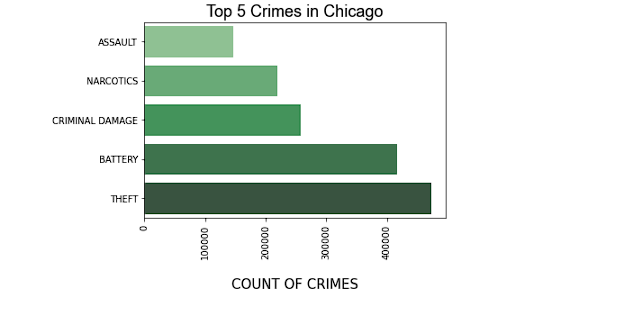 Top 5 Crimes in Chicago
ASSAULT
NARCOTICS
CRIMINAL DAMAGE
BATTERY
THEFT
0
100000
200000
300000
400000
COUNT OF CRIMES